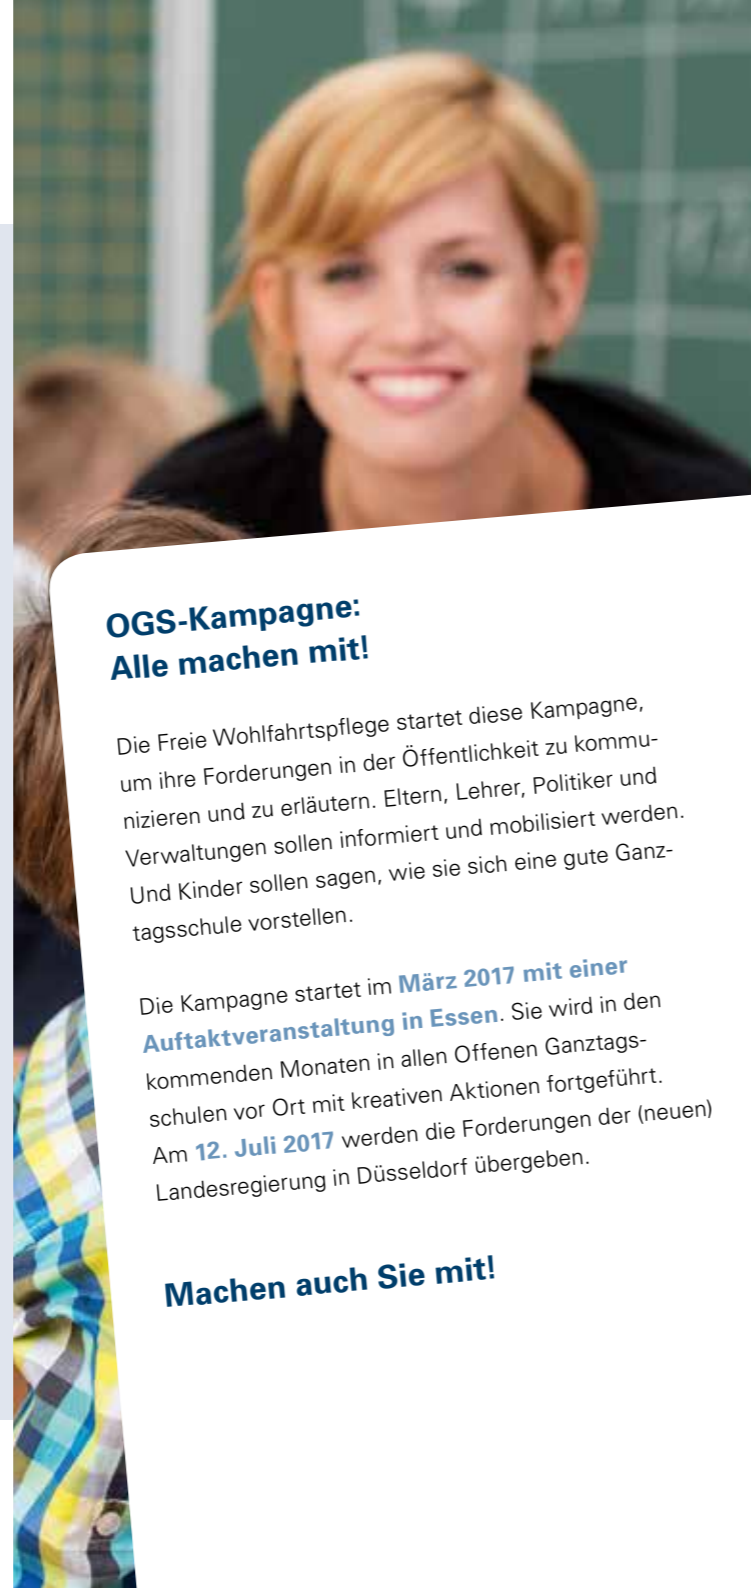 OGS-Kampagne:
Alle machen mit!
Die Freie Wohlfahrtspflege startet diese Kampagne,
um ihre Forderungen in der Öffentlichkeit zu kommu-
nizieren und zu erläutern. Eltern, Lehrer, Politiker und
Verwaltungen sollen informiert und mobilisiert werden.
Und Kinder sollen sagen, wie sie sich eine gute Ganz-
tagsschule vorstellen.
Die Kampagne startet im März 2017 mit einer
Auftaktveranstaltung in Essen. Sie wird in den
kommenden Monaten in allen Offenen Ganztags-
schulen vor Ort mit kreativen Aktionen fortgeführt.
Am 12. Juli 2017 werden die Forderungen der (neuen)
Landesregierung in Düsseldorf übergeben.
Machen auch Sie mit!